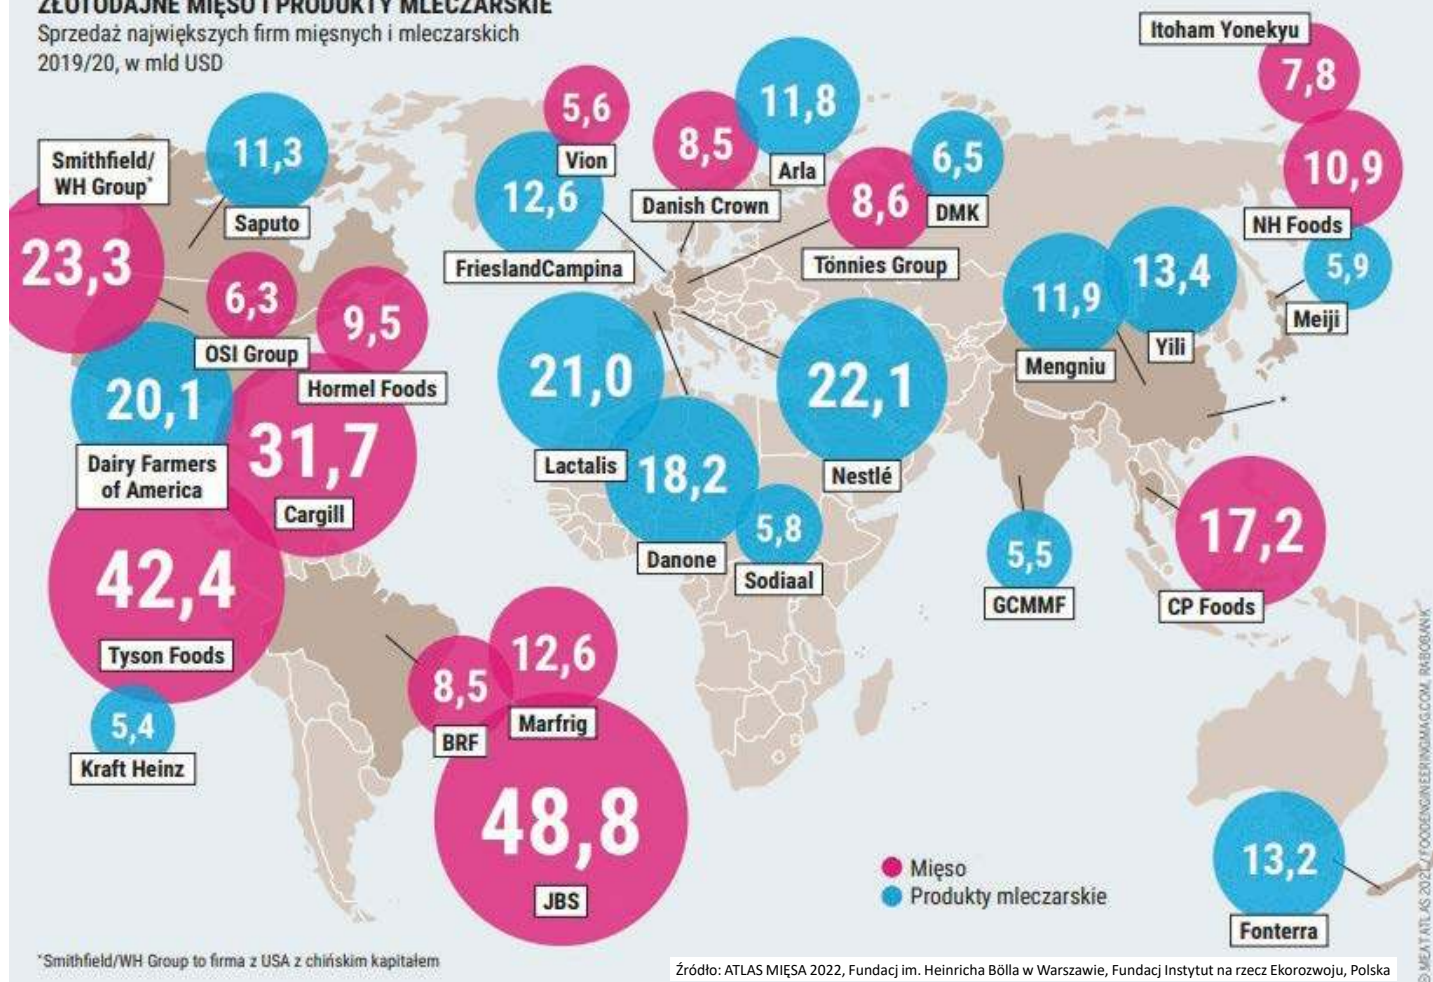 ZŁOTODAJNE MIĘSO I PRODUKTY MLECZARSKIE
Sprzedaż największych firm mięsnych i mleczarskich
2019/20, w mld USD
Itoham Yonekyu
7,8
5,6
Vion
8,5
Danish Crown
11,8
Arla
6,5
DMK
10,9
NH Foods
Smithfield/
WH Group*
23,3
11,3
Saputo
12,6
FrieslandCampina
8,6
Tönnies Group
11,9
Mengniu
13,4
Yili
5,9
Meiji
6,3
OSI Group
9,5
Hormel Foods
20,1
Dairy Farmers
of America
31,7
Cargill
21,0
Lactalis
18,2
Danone
22,1
Nestlé
*
5,8
Sodiaal
5,5
GCMMF
17,2
CP Foods
42,4
Tyson Foods
5,4
Kraft Heinz
8,5
BRF
12,6
Marfrig
48,8
JBS
13,2
Fonterra
Mięso
Produkty mleczarskie
*Smithfield/WH Group to firma z USA z chińskim kapitałem
Źródło: ATLAS MIĘSA 2022, Fundacj im. Heinricha Bölla w Warszawie, Fundacj Instytut na rzecz Ekorozwoju, Polska
© MEAT ATLAS 2021 / FOODENGINEERINGMAG.COM, RABOBANK